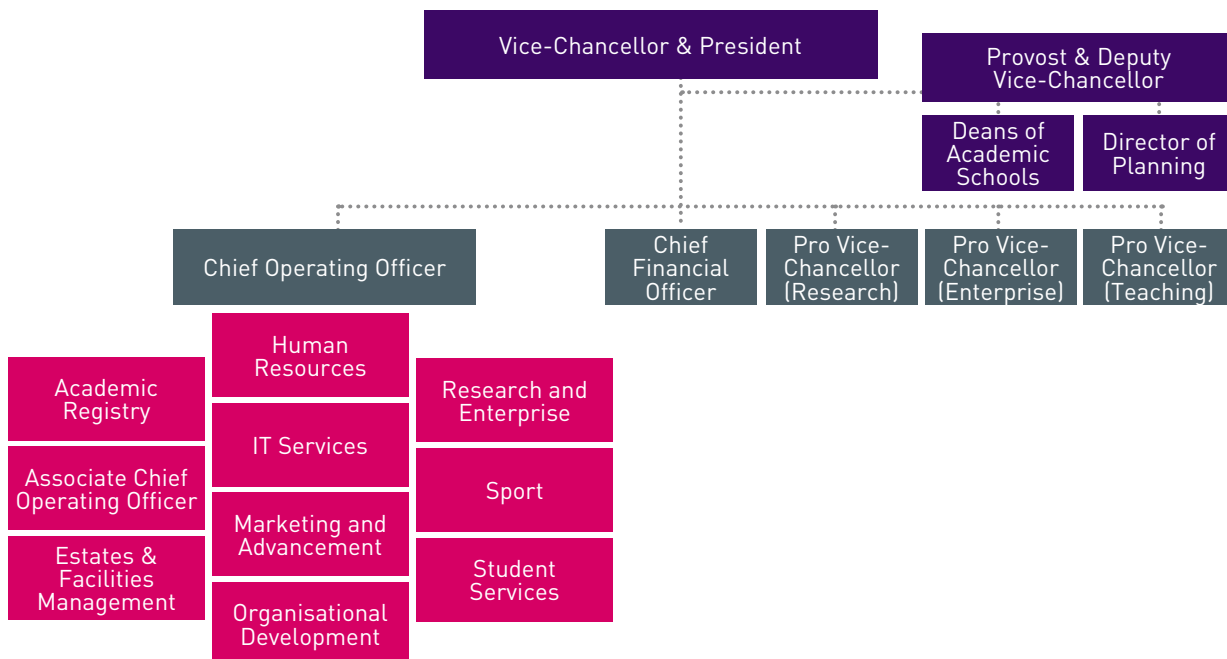 Vice-Chancellor & President
Provost & Deputy
Vice-Chancellor
Deans of
Academic
Schools
Director of
Planning
Chief Operating Officer
Chief
Financial
Officer
Pro Vice-
Chancellor
(Research)
Pro Vice-
Chancellor
(Enterprise)
Pro Vice-
Chancellor
(Teaching)
Academic
Registry
Associate Chief
Operating Officer
Estates &
Facilities
Management
Human
Resources
IT Services
Marketing and
Advancement
Organisational
Development
Research and
Enterprise
Sport
Student
Services